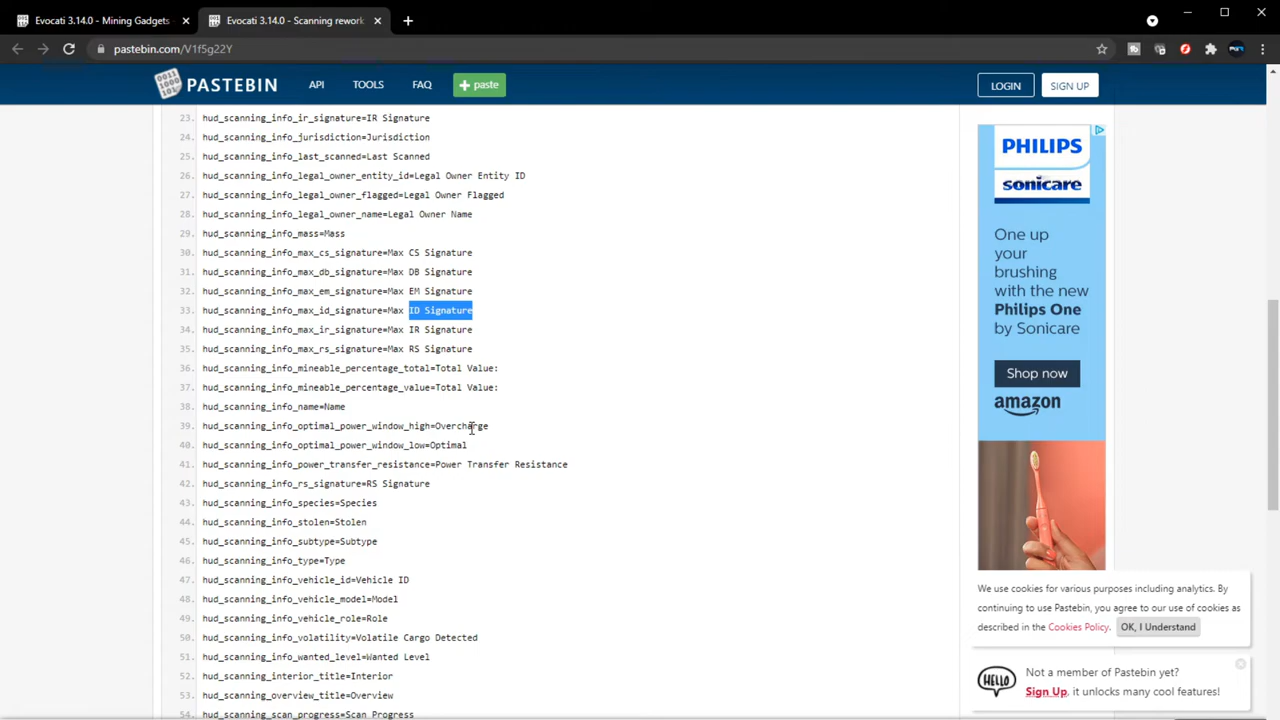 Evocati 3.14.0 - Mining Gadgets
Evocati 3.14.0 - Scanning rework
pastebin.com/V1f5g22Y
PASTEBIN
API
TOOLS
FAQ
paste
LOGIN
SIGN UP
23. hud_scanning_info_ir_signature=IR Signature
24. hud_scanning_info_jurisdiction=Jurisdiction
25. hud_scanning_info_last_scanned=Last Scanned
26. hud_scanning_info_legal_owner_entity_id=Legal Owner Entity ID
27. hud_scanning_info_legal_owner_flagged=Legal Owner Flagged
28. hud_scanning_info_legal_owner_name=Legal Owner Name
29. hud_scanning_info_mass=Mass
30. hud_scanning_info_max_cs_signature=Max CS Signature
31. hud_scanning_info_max_db_signature=Max DB Signature
32. hud_scanning_info_max_em_signature=Max EM Signature
33. hud_scanning_info_max_id_signature=Max ID Signature
34. hud_scanning_info_max_ir_signature=Max IR Signature
35. hud_scanning_info_max_rs_signature=Max RS Signature
36. hud_scanning_info_mineable_percentage_total=Total Value:
37. hud_scanning_info_mineable_percentage_value=Total Value:
38. hud_scanning_info_name=Name
39. hud_scanning_info_optimal_power_window_high=Overcharge
40. hud_scanning_info_optimal_power_window_low=Optimal
41. hud_scanning_info_power_transfer_resistance=Power Transfer Resistance
42. hud_scanning_info_rs_signature=RS Signature
43. hud_scanning_info_species=Species
44. hud_scanning_info_stolen=Stolen
45. hud_scanning_info_subtype=Subtype
46. hud_scanning_info_type=Type
47. hud_scanning_info_vehicle_id=Vehicle ID
48. hud_scanning_info_vehicle_model=Model
49. hud_scanning_info_vehicle_role=Role
50. hud_scanning_info_volatility=Volatile Cargo Detected
51. hud_scanning_info_wanted_level=Wanted Level
52. hud_scanning_interior_title=Interior
53. hud_scanning_overview_title=Overview
54. hud_scanning_scan_progress=Scan Progress
PHILIPS
sonicare
One up
your
brushing
with the new
Philips One
by Sonicare
Shop now
amazon
We use cookies for various purposes including analytics. By
continuing to use Pastebin, you agree to our use of cookies as
described in the Cookies Policy. OK, I Understand
HELLO
Not a member of Pastebin yet?
Sign Up, it unlocks many cool features!